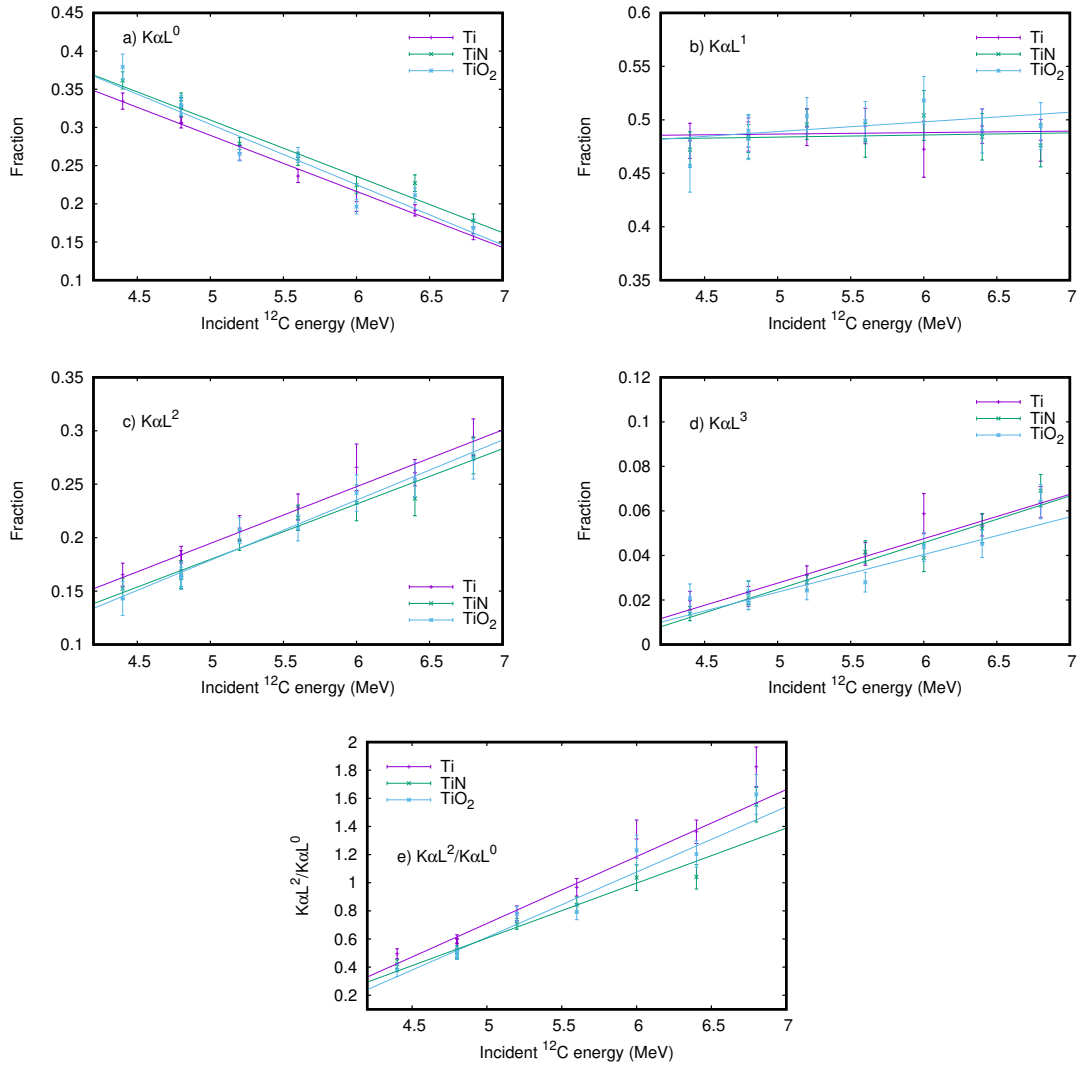 a) KαL⁰
Ti
TiN
TiO₂
0.45
0.4
0.35
0.3
0.25
0.2
0.15
0.1
Fraction
4.5 5 5.5 6 6.5 7
Incident ¹²C energy (MeV)
b) KαL¹
Ti
TiN
TiO₂
0.6
0.55
0.5
0.45
0.4
0.35
Fraction
4.5 5 5.5 6 6.5 7
Incident ¹²C energy (MeV)
c) KαL²
Ti
TiN
TiO₂
0.35
0.3
0.25
0.2
0.15
0.1
Fraction
4.5 5 5.5 6 6.5 7
Incident ¹²C energy (MeV)
d) KαL³
Ti
TiN
TiO₂
0.12
0.1
0.08
0.06
0.04
0.02
0
Fraction
4.5 5 5.5 6 6.5 7
Incident ¹²C energy (MeV)
Ti
TiN
TiO₂
e) KαL²/KαL⁰
2
1.8
1.6
1.4
1.2
1
0.8
0.6
0.4
0.2
KαL²/KαL⁰
4.5 5 5.5 6 6.5 7
Incident ¹²C energy (MeV)